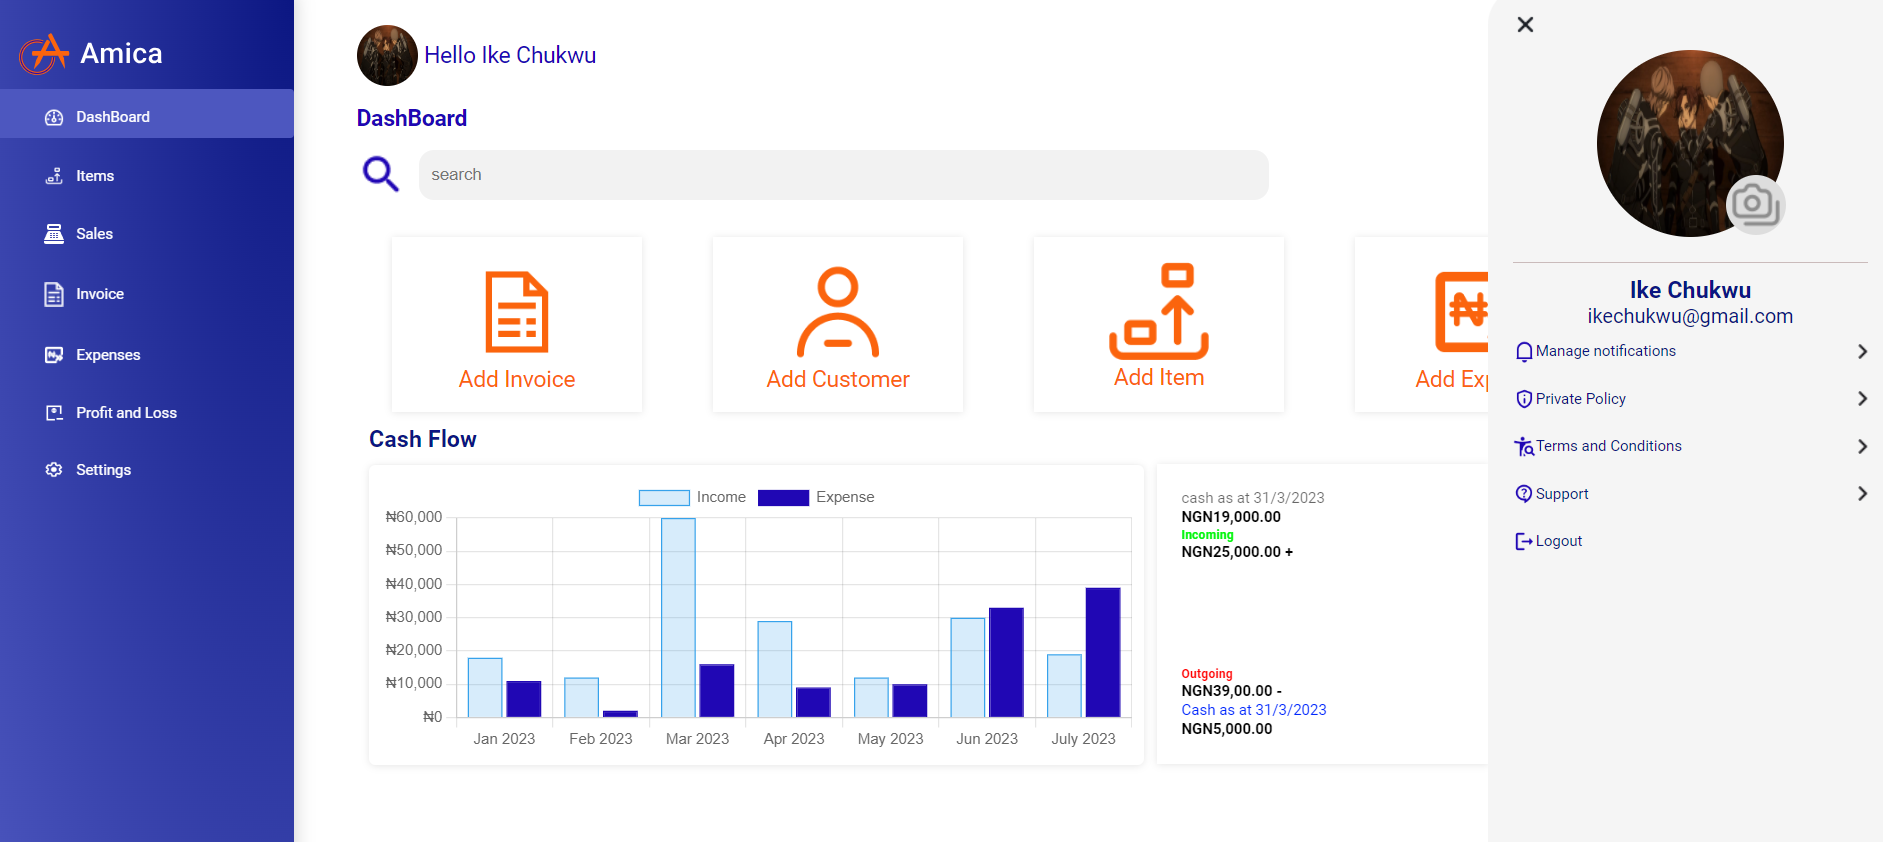 Amica
DashBoard
Items
Sales
Invoice
Expenses
Profit and Loss
Settings
Hello Ike Chukwu
DashBoard
search
Add Invoice
Add Customer
Add Item
Add Exp
Cash Flow
Income
Expense
₦60,000
₦50,000
₦40,000
₦30,000
₦20,000
₦10,000
₦0
Jan 2023
Feb 2023
Mar 2023
Apr 2023
May 2023
Jun 2023
July 2023
cash as at 31/3/2023
NGN19,000.00
Incoming
NGN25,000.00 +
Outgoing
NGN39,00.00 -
Cash as at 31/3/2023
NGN5,000.00
Ike Chukwu
ikechukwu@gmail.com
Manage notifications
Private Policy
Terms and Conditions
Support
Logout